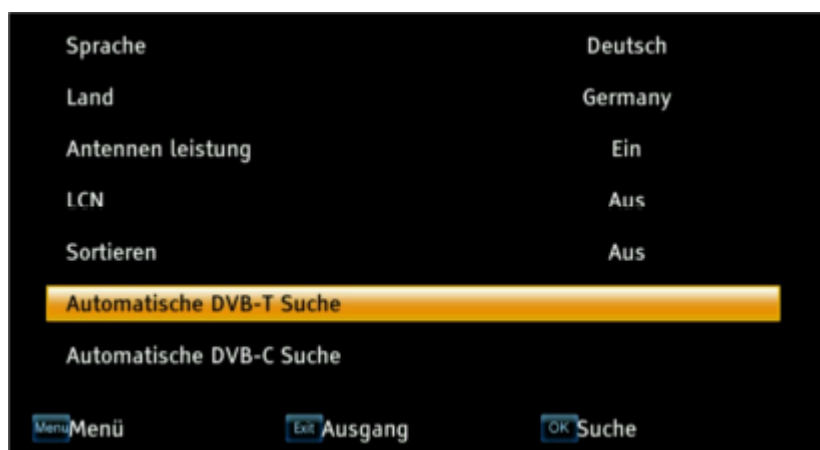 Sprache Deutsch
Land Germany
Antennen leistung Ein
LCN Aus
Sortieren Aus
Automatische DVB-T Suche
Automatische DVB-C Suche
Menu Menü Exit Ausgang OK Suche